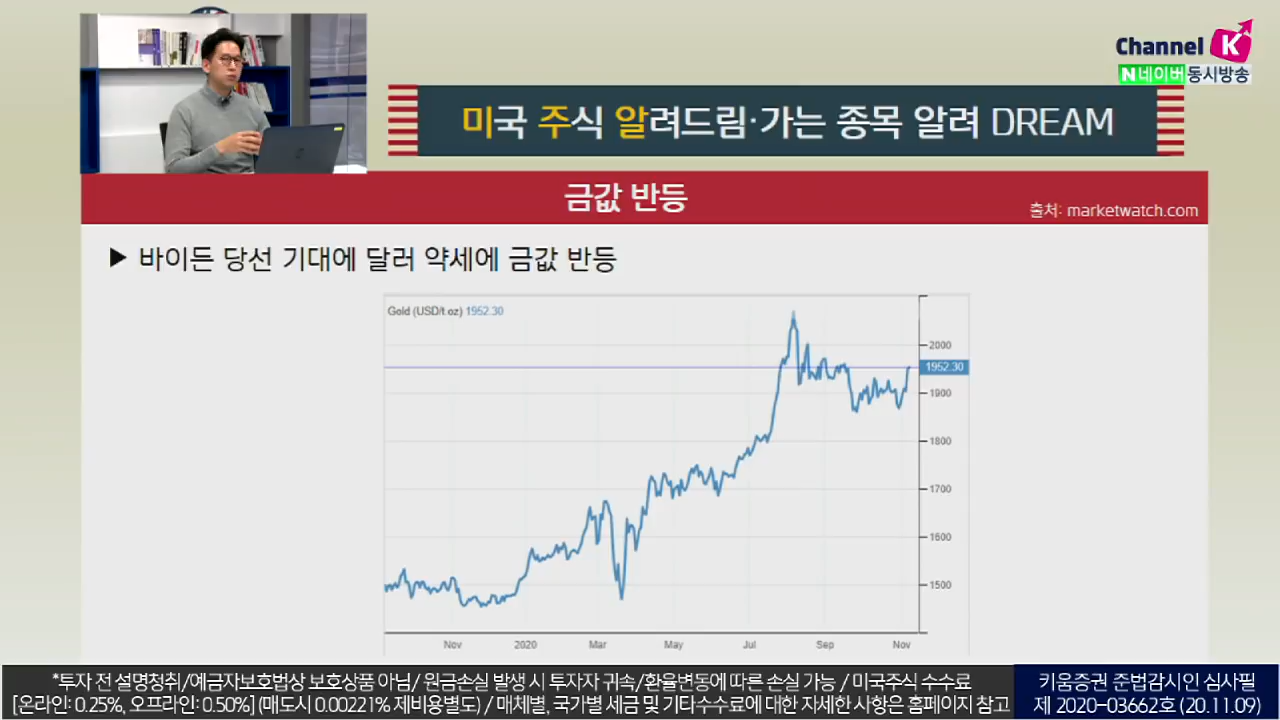 Channel K
N 네이버 동시방송
미국 주식 알려드림·가는 종목 알려 DREAM
금값 반등
출처: marketwatch.com
▶ 바이든 당선 기대에 달러 약세에 금값 반등
Gold (USD/t oz) 1952.30
2000
1952.30
1900
1800
1700
1600
1500
Nov 2020 Mar May Jul Sep Nov
*투자 전 설명청취/예금자보호법상 보호상품 아님/ 원금손실 발생 시 투자자 귀속/환율변동에 따른 손실 가능 / 미국주식 수수료
[온라인: 0.25%, 오프라인: 0.50%] (매도시 0.00221% 제비용별도) / 매체별, 국가별 세금 및 기타수수료에 대한 자세한 사항은 홈페이지 참고
키움증권 준법감시인 심사필
제 2020-03662호 (20.11.09)